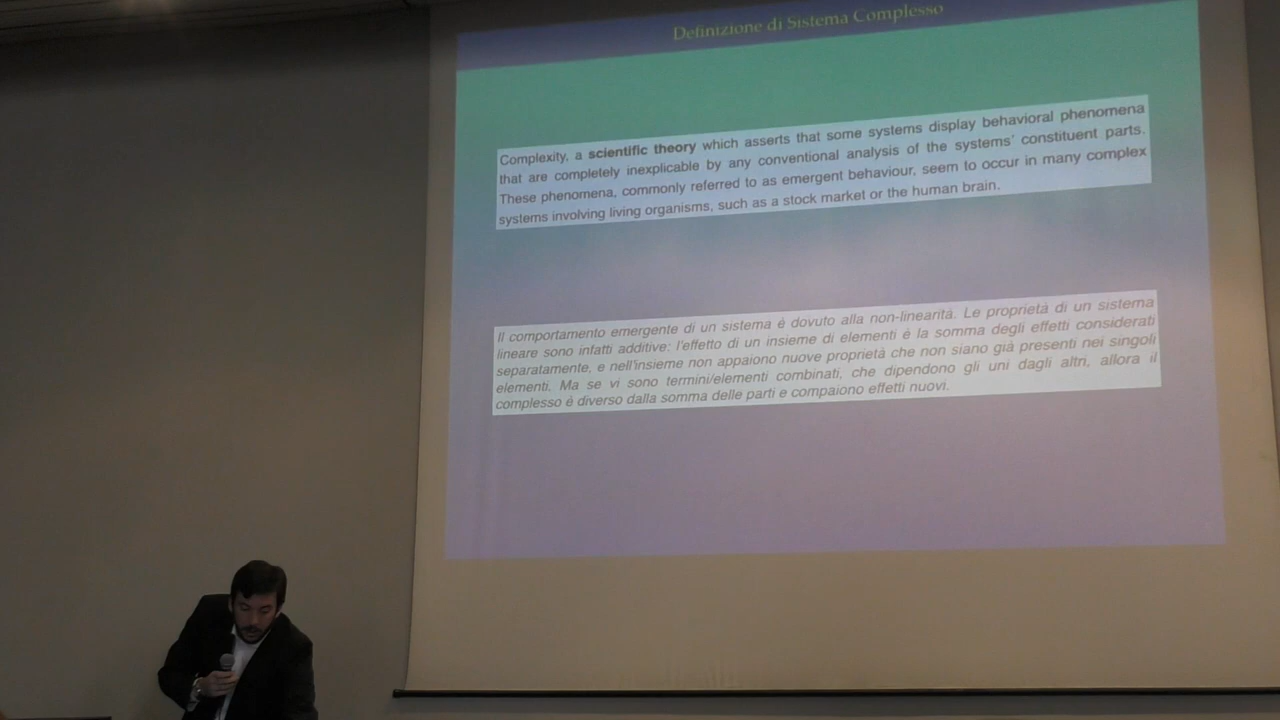 Definizione di Sistema Complesso
Complexity, a scientific theory which asserts that some systems display behavioral phenomena
that are completely inexplicable by any conventional analysis of the systems' constituent parts.
These phenomena, commonly referred to as emergent behaviour, seem to occur in many complex
systems involving living organisms, such as a stock market or the human brain.
Il comportamento emergente di un sistema è dovuto alla non-linearità. Le proprietà di un sistema
lineare sono infatti additive: l'effetto di un insieme di elementi è la somma degli effetti considerati
separatamente, e nell'insieme non appaiono nuove proprietà che non siano già presenti nei singoli
elementi. Ma se vi sono termini/elementi combinati, che dipendono gli uni dagli altri, allora il
complesso è diverso dalla somma delle parti e compaiono effetti nuovi.